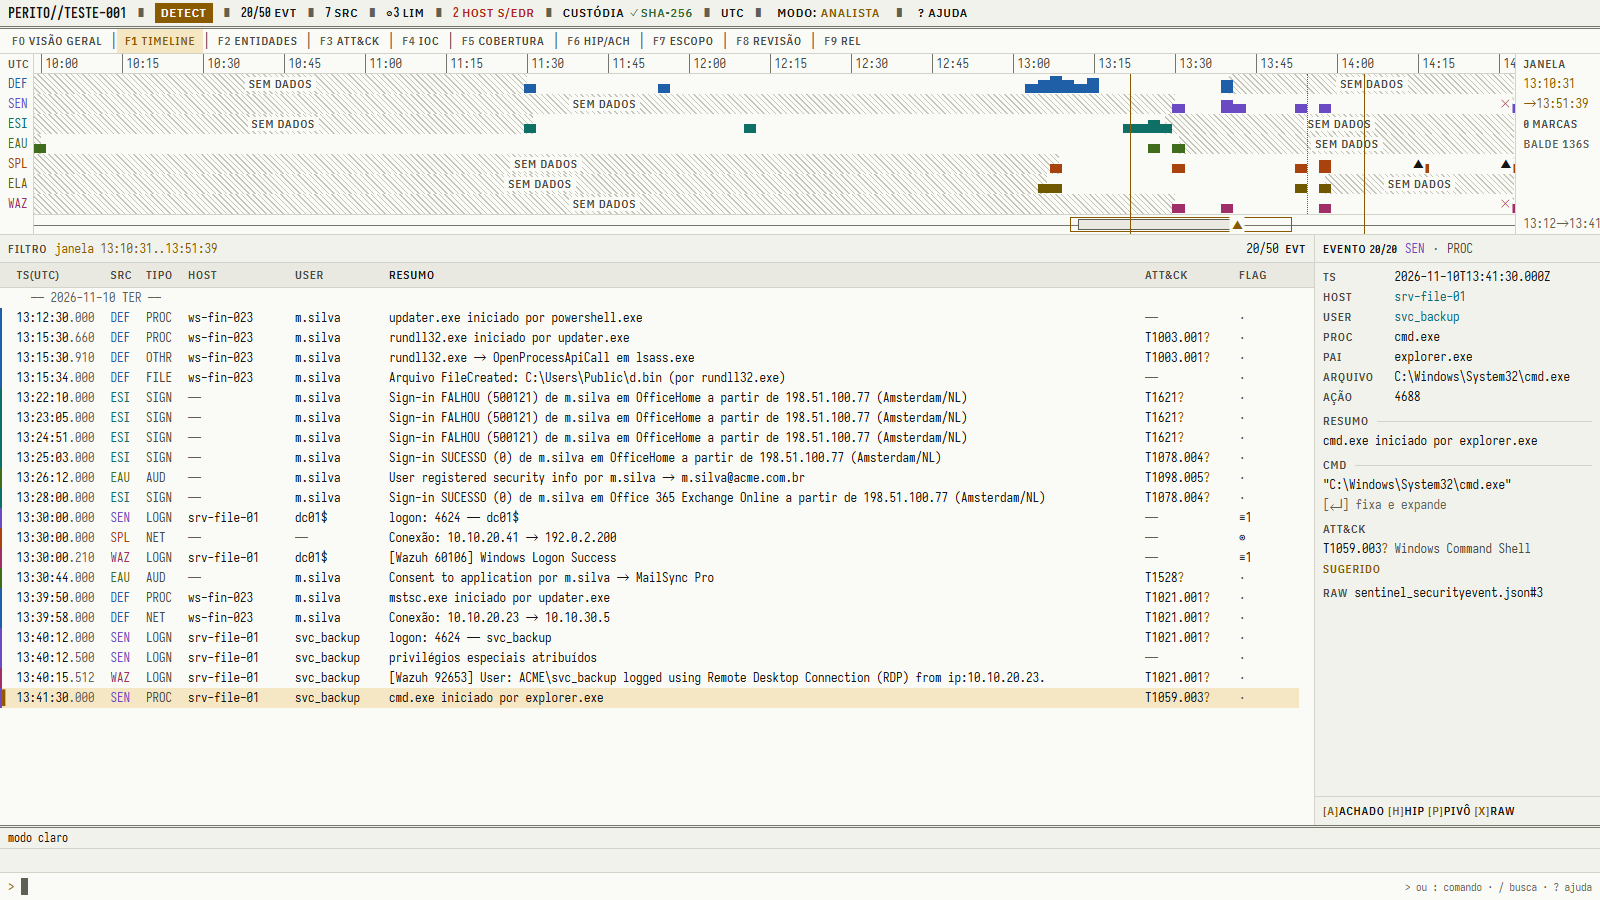 PERITO//TESTE-001 DETECT 20/50 EVT 7 SRC ⊘3 LIM 2 HOST S/EDR CUSTÓDIA ✓SHA-256 UTC MODO: ANALISTA ? AJUDA
F0 VISÃO GERAL F1 TIMELINE F2 ENTIDADES F3 ATT&CK F4 IOC F5 COBERTURA F6 HIP/ACH F7 ESCOPO F8 REVISÃO F9 REL
UTC 10:00 10:15 10:30 10:45 11:00 11:15 11:30 11:45 12:00 12:15 12:30 12:45 13:00 13:15 13:30 13:45 14:00 14:15 14 JANELA
DEF SEM DADOS SEM DADOS 13:10:31
SEN SEM DADOS →13:51:39
ESI SEM DADOS SEM DADOS 0 MARCAS
EAU SEM DADOS BALDE 136S
SPL SEM DADOS
ELA SEM DADOS SEM DADOS
WAZ SEM DADOS
13:12→13:41
FILTRO janela 13:10:31..13:51:39 20/50 EVT
TS(UTC) SRC TIPO HOST USER RESUMO ATT&CK FLAG
── 2026-11-10 TER ──
13:12:30.000 DEF PROC ws-fin-023 m.silva updater.exe iniciado por powershell.exe — ·
13:15:30.660 DEF PROC ws-fin-023 m.silva rundll32.exe iniciado por updater.exe T1003.001? ·
13:15:30.910 DEF OTHR ws-fin-023 m.silva rundll32.exe → OpenProcessApiCall em lsass.exe T1003.001? ·
13:15:34.000 DEF FILE ws-fin-023 m.silva Arquivo FileCreated: C:\Users\Public\d.bin (por rundll32.exe) — ·
13:22:10.000 ESI SIGN — m.silva Sign-in FALHOU (500121) de m.silva em OfficeHome a partir de 198.51.100.77 (Amsterdam/NL) T1621? ·
13:23:05.000 ESI SIGN — m.silva Sign-in FALHOU (500121) de m.silva em OfficeHome a partir de 198.51.100.77 (Amsterdam/NL) T1621? ·
13:24:51.000 ESI SIGN — m.silva Sign-in FALHOU (500121) de m.silva em OfficeHome a partir de 198.51.100.77 (Amsterdam/NL) T1621? ·
13:25:03.000 ESI SIGN — m.silva Sign-in SUCESSO (0) de m.silva em OfficeHome a partir de 198.51.100.77 (Amsterdam/NL) T1078.004? ·
13:26:12.000 EAU AUD — m.silva User registered security info por m.silva → m.silva@acme.com.br T1098.005? ·
13:28:00.000 ESI SIGN — m.silva Sign-in SUCESSO (0) de m.silva em Office 365 Exchange Online a partir de 198.51.100.77 (Amsterdam/NL) T1078.004? ·
13:30:00.000 SEN LOGN srv-file-01 dc01$ logon: 4624 — dc01$ — ≡1
13:30:00.000 SPL NET — — Conexão: 10.10.20.41 → 192.0.2.200 — ⊘
13:30:00.210 WAZ LOGN srv-file-01 dc01$ [Wazuh 60106] Windows Logon Success — ≡1
13:30:44.000 EAU AUD — m.silva Consent to application por m.silva → MailSync Pro T1528? ·
13:39:50.000 DEF PROC ws-fin-023 m.silva mstsc.exe iniciado por updater.exe T1021.001? ·
13:39:58.000 DEF NET ws-fin-023 m.silva Conexão: 10.10.20.23 → 10.10.30.5 T1021.001? ·
13:40:12.000 SEN LOGN srv-file-01 svc_backup logon: 4624 — svc_backup T1021.001? ·
13:40:12.500 SEN LOGN srv-file-01 svc_backup privilégios especiais atribuídos — ·
13:40:15.512 WAZ LOGN srv-file-01 svc_backup [Wazuh 92653] User: ACME\svc_backup logged using Remote Desktop Connection (RDP) from ip:10.10.20.23. T1021.001? ·
13:41:30.000 SEN PROC srv-file-01 svc_backup cmd.exe iniciado por explorer.exe T1059.003? ·
EVENTO 20/20 SEN · PROC
TS 2026-11-10T13:41:30.000Z
HOST srv-file-01
USER svc_backup
PROC cmd.exe
PAI explorer.exe
ARQUIVO C:\Windows\System32\cmd.exe
AÇÃO 4688
RESUMO
cmd.exe iniciado por explorer.exe
CMD
"C:\Windows\System32\cmd.exe"
[↵] fixa e expande
ATT&CK
T1059.003? Windows Command Shell
SUGERIDO
RAW sentinel_securityevent.json#3
[A]ACHADO [H]HIP [P]PIVÔ [X]RAW
modo claro
>
> ou : comando · / busca · ? ajuda